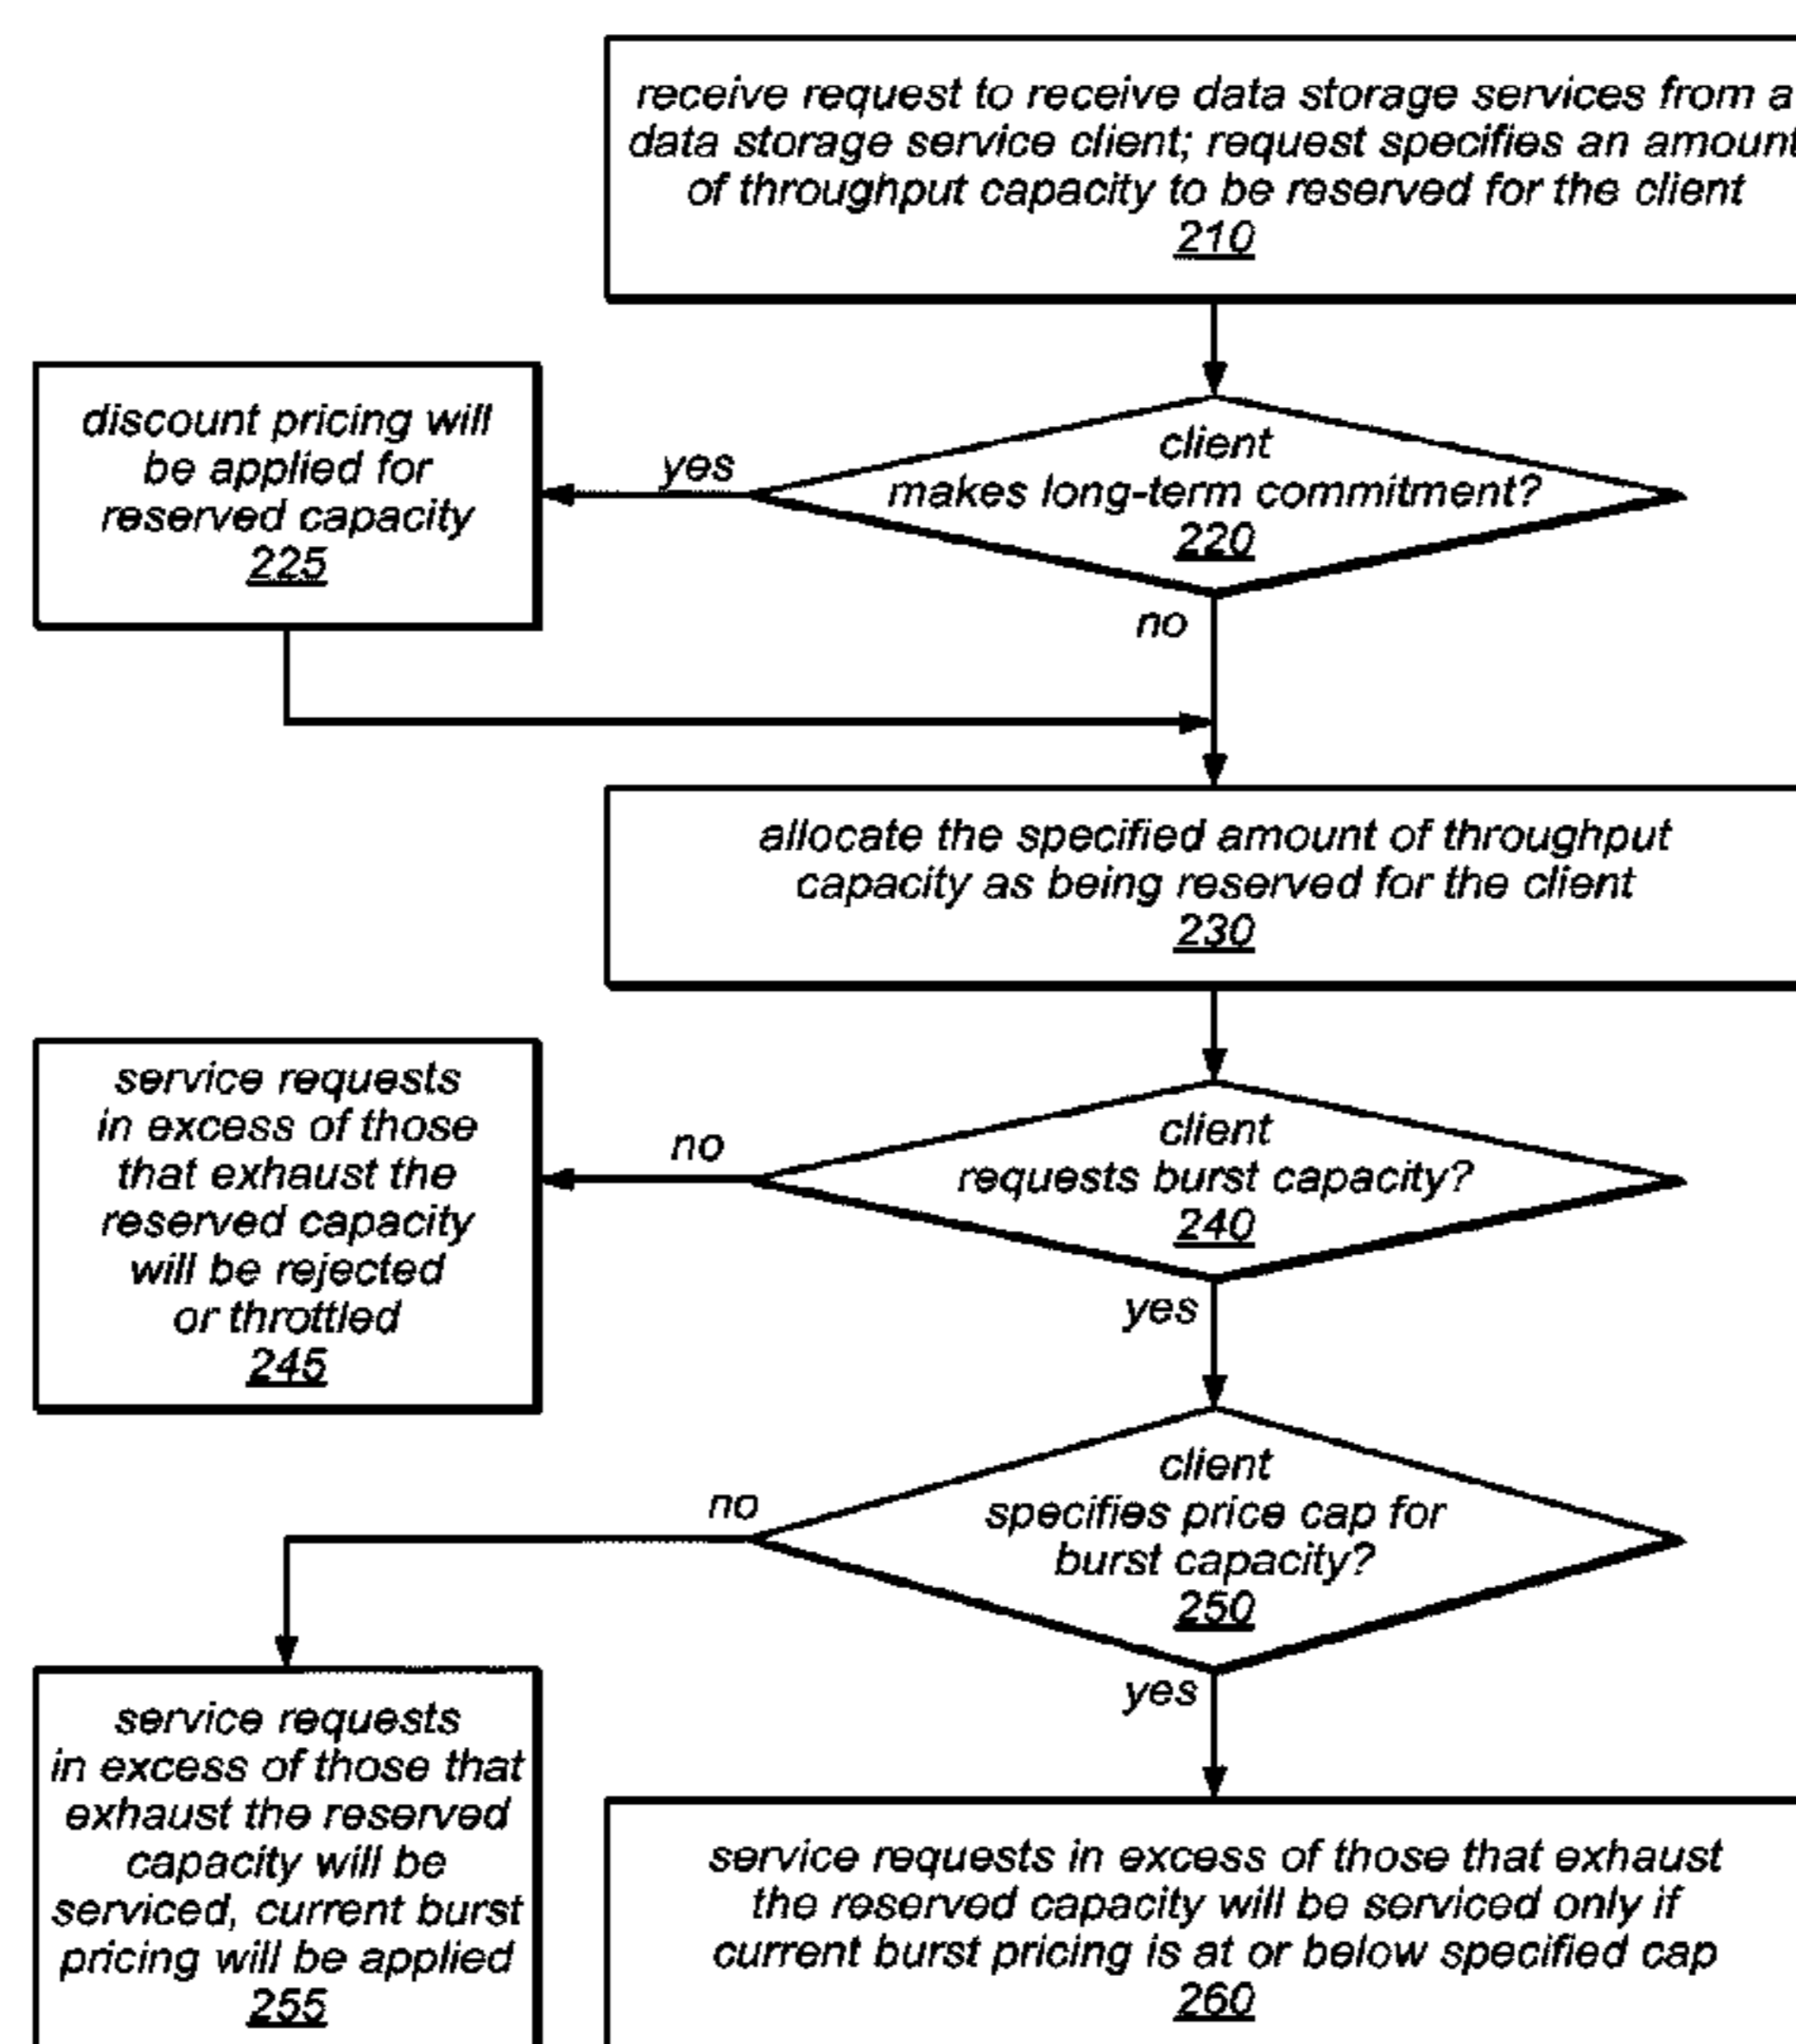 receive request to receive data storage services from a
data storage service client; request specifies an amount
of throughput capacity to be reserved for the client
210
discount pricing will
be applied for
reserved capacity
225
yes
client
makes long-term commitment?
220
no
allocate the specified amount of throughput
capacity as being reserved for the client
230
service requests
in excess of those
that exhaust the
reserved capacity
will be rejected
or throttled
245
no
client
requests burst capacity?
240
yes
client
specifies price cap for
burst capacity?
250
no
yes
service requests
in excess of those that
exhaust the reserved
capacity will be
serviced, current burst
pricing will be applied
255
service requests in excess of those that exhaust
the reserved capacity will be serviced only if
current burst pricing is at or below specified cap
260